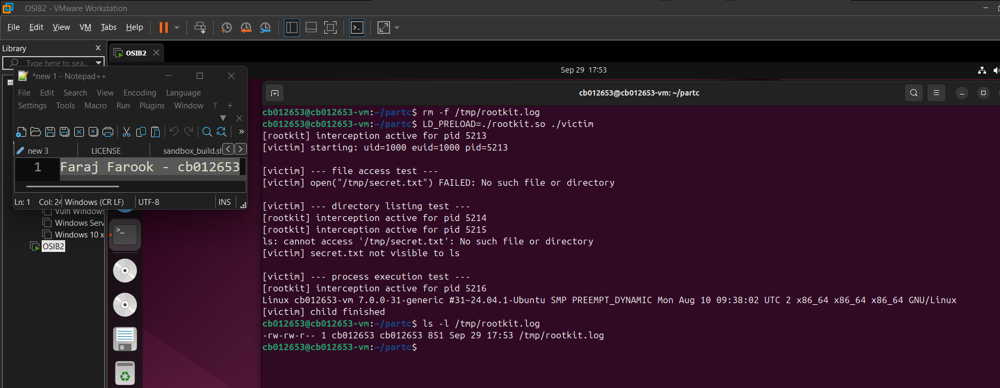 OSIB2 - VMware Workstation
File Edit View VM Tabs Help
Library
Type here to sea...
OSIB2
Sep 29 17:53
*new 1 - Notepad++
File Edit Search View Encoding Language
Settings Tools Macro Run Plugins Window ? +
new 3 LICENSE sandbox_build.sh
1 Faraj Farook - cb012653
Ln: 1 Col: 24 Windows (CR LF) UTF-8 INS
Vuln Windows
Windows Serv
Windows 10 x
OSIB2
cb012653@cb012653-vm: ~/partc
cb012653@cb012653-vm:~/partc$ rm -f /tmp/rootkit.log
cb012653@cb012653-vm:~/partc$ LD_PRELOAD=./rootkit.so ./victim
[rootkit] interception active for pid 5213
[victim] starting: uid=1000 euid=1000 pid=5213
[victim] --- file access test ---
[victim] open("/tmp/secret.txt") FAILED: No such file or directory
[victim] --- directory listing test ---
[rootkit] interception active for pid 5214
[rootkit] interception active for pid 5215
ls: cannot access '/tmp/secret.txt': No such file or directory
[victim] secret.txt not visible to ls
[victim] --- process execution test ---
[rootkit] interception active for pid 5216
Linux cb012653-vm 7.0.0-31-generic #31~24.04.1-Ubuntu SMP PREEMPT_DYNAMIC Mon Aug 10 09:38:02 UTC 2 x86_64 x86_64 x86_64 GNU/Linux
[victim] child finished
cb012653@cb012653-vm:~/partc$ ls -l /tmp/rootkit.log
-rw-rw-r-- 1 cb012653 cb012653 851 Sep 29 17:53 /tmp/rootkit.log
cb012653@cb012653-vm:~/partc$